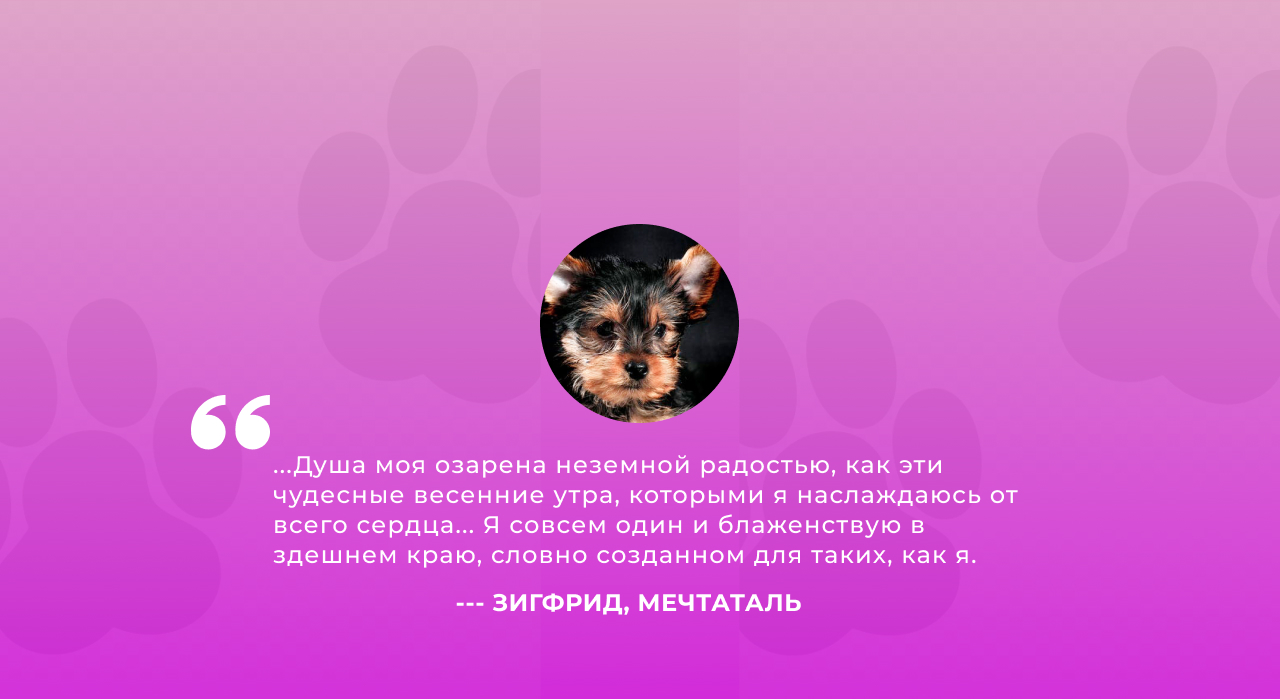 “
...Душа моя озарена неземной радостью, как эти
чудесные весенние утра, которыми я наслаждаюсь от
всего сердца... Я совсем один и блаженствую в
здешнем краю, словно созданном для таких, как я.
--- ЗИГФРИД, МЕЧТАТАЛЬ